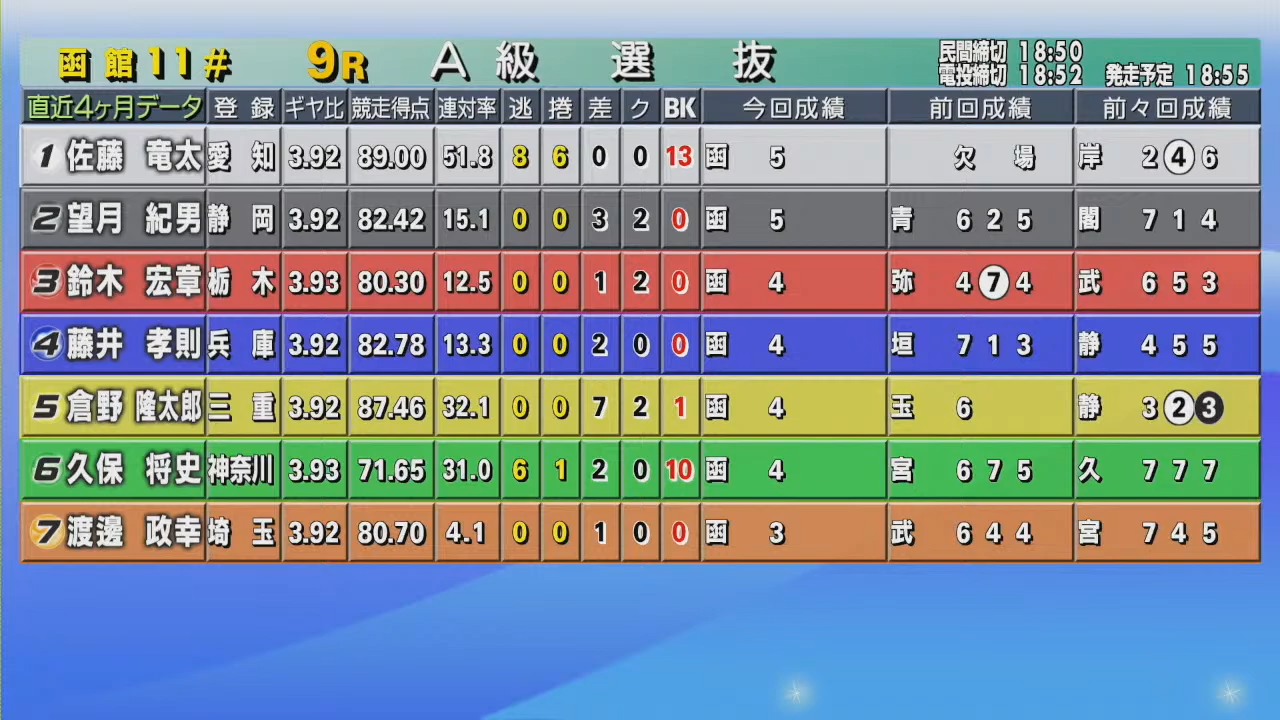 函館11# 9R A級 選抜 民間締切 18:50
電投締切 18:52 発走予定 18:55
直近4ヶ月データ 登録 ギヤ比 競走得点 連対率 逃 捲 差 ク BK 今回成績 前回成績 前々回成績
1 佐藤 竜太 愛知 3.92 89.00 51.8 8 6 0 0 13 函 5 欠場 岸 2④6
2 望月 紀男 静岡 3.92 82.42 15.1 0 0 3 2 0 函 5 青 6 2 5 閣 7 1 4
3 鈴木 宏章 栃木 3.93 80.30 12.5 0 0 1 2 0 函 4 弥 4⑦4 武 6 5 3
4 藤井 孝則 兵庫 3.92 82.78 13.3 0 0 2 0 0 函 4 垣 7 1 3 静 4 5 5
5 倉野 隆太郎 三重 3.92 87.46 32.1 0 0 7 2 1 函 4 玉 6 静 3②❸
6 久保 将史 神奈川 3.93 71.65 31.0 6 1 2 0 10 函 4 宮 6 7 5 久 7 7 7
7 渡邊 政幸 埼玉 3.92 80.70 4.1 0 0 1 0 0 函 3 武 6 4 4 宮 7 4 5